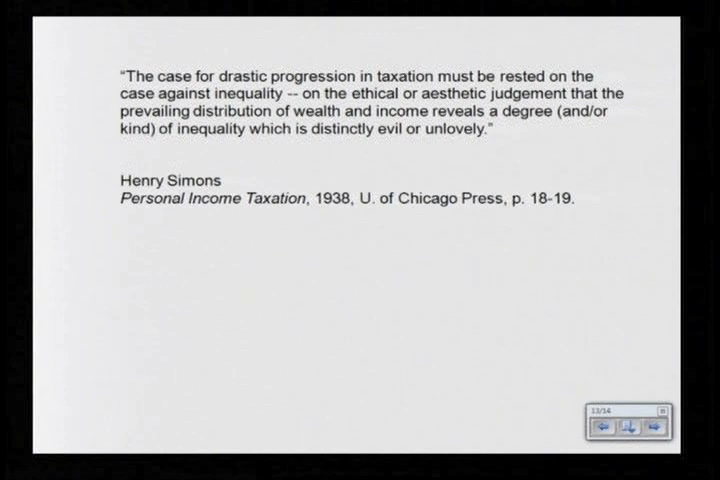 "The case for drastic progression in taxation must be rested on the
case against inequality -- on the ethical or aesthetic judgement that the
prevailing distribution of wealth and income reveals a degree (and/or
kind) of inequality which is distinctly evil or unlovely."
Henry Simons
Personal Income Taxation, 1938, U. of Chicago Press, p. 18-19.
13/14